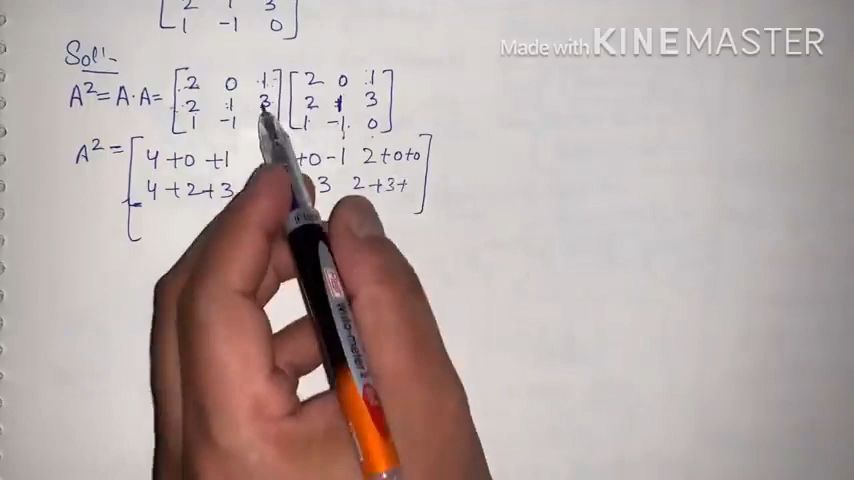 2 1 3
1 -1 0
Made with KINEMASTER
Sol:-
A²=A·A= [2 0 1] [2 0 1]
2 1 3 2 1 3
1 -1 1 -1 0
A²= [4+0+1 +0-1 2+0+0]
4+2+3 3 2+3+